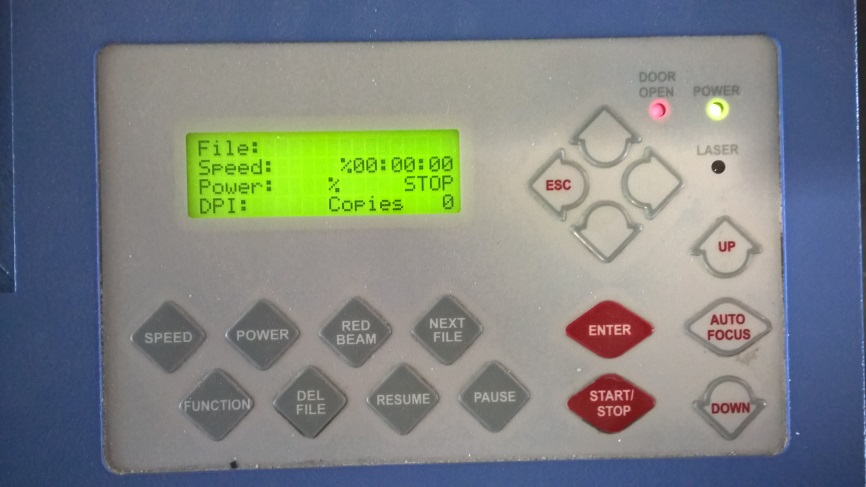 DOOR
OPEN
POWER
LASER
File:
Speed: %00:00:00
Power: % STOP
DPI: Copies 0
ESC
UP
SPEED
POWER
RED
BEAM
NEXT
FILE
ENTER
AUTO
FOCUS
FUNCTION
DEL
FILE
RESUME
PAUSE
START/
STOP
DOWN